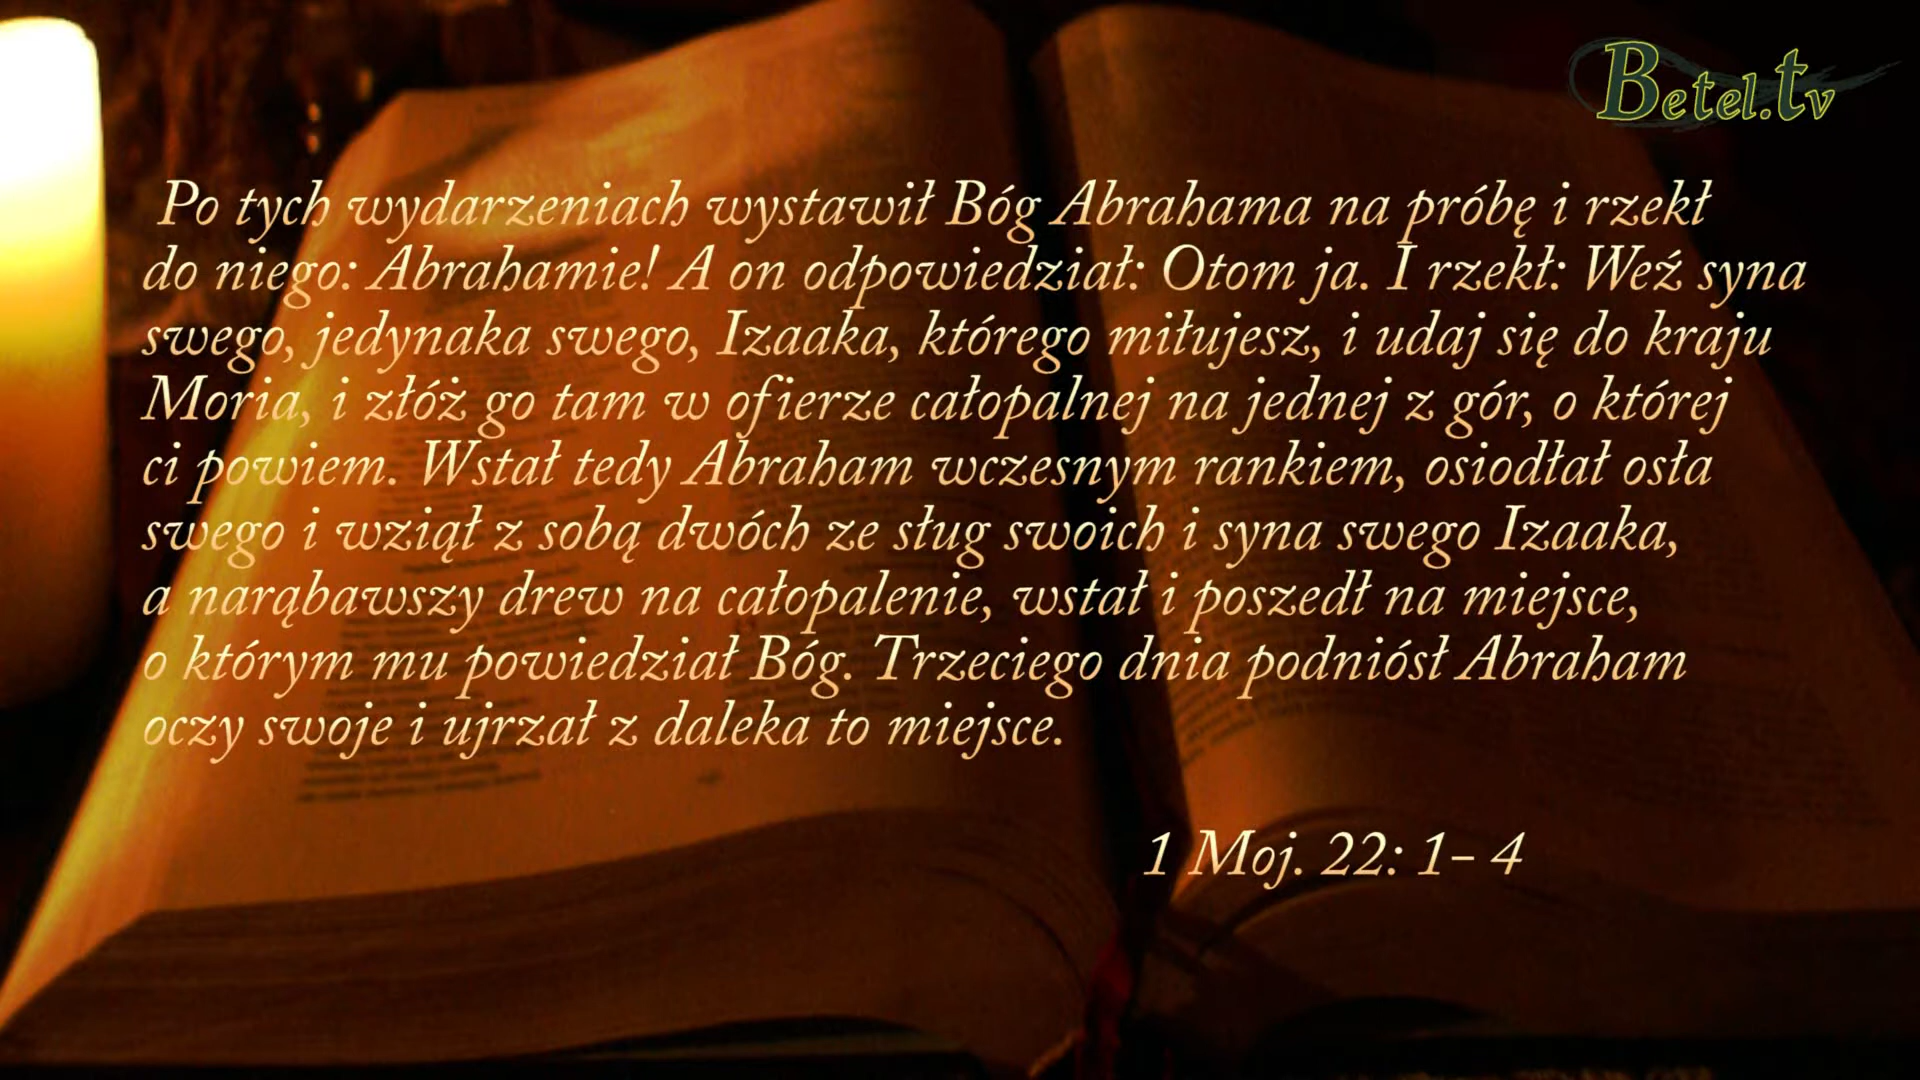 Betel.tv
Po tych wydarzeniach wystawił Bóg Abrahama na próbę i rzekł
do niego: Abrahamie! A on odpowiedział: Otom ja. I rzekł: Weź syna
swego, jedynaka swego, Izaaka, którego miłujesz, i udaj się do kraju
Moria, i złóż go tam w ofierze całopalnej na jednej z gór, o której
ci powiem. Wstał tedy Abraham wczesnym rankiem, osiodłał osła
swego i wziął z sobą dwóch ze sług swoich i syna swego Izaaka,
a narąbawszy drew na całopalenie, wstał i poszedł na miejsce,
o którym mu powiedział Bóg. Trzeciego dnia podniósł Abraham
oczy swoje i ujrzał z daleka to miejsce.
1 Moj. 22: 1- 4